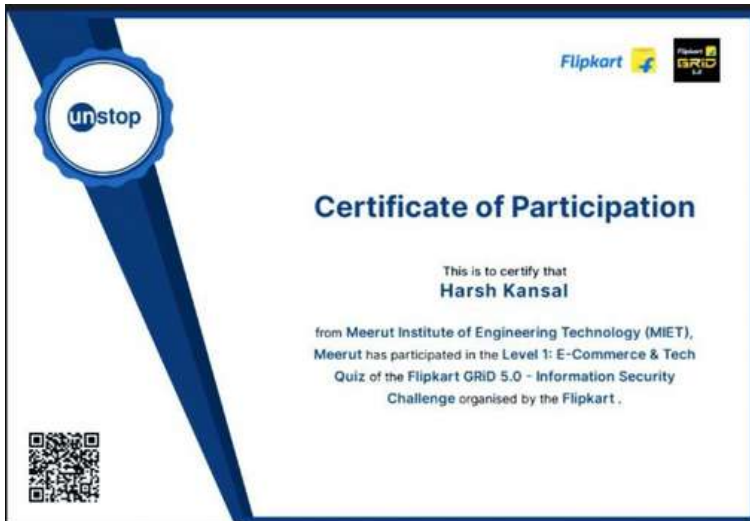 unstop
Flipkart
Flipkart
GRiD
5.0
Certificate of Participation
This is to certify that
Harsh Kansal
from Meerut Institute of Engineering Technology (MIET),
Meerut has participated in the Level 1: E-Commerce & Tech
Quiz of the Flipkart GRiD 5.0 - Information Security
Challenge organised by the Flipkart .